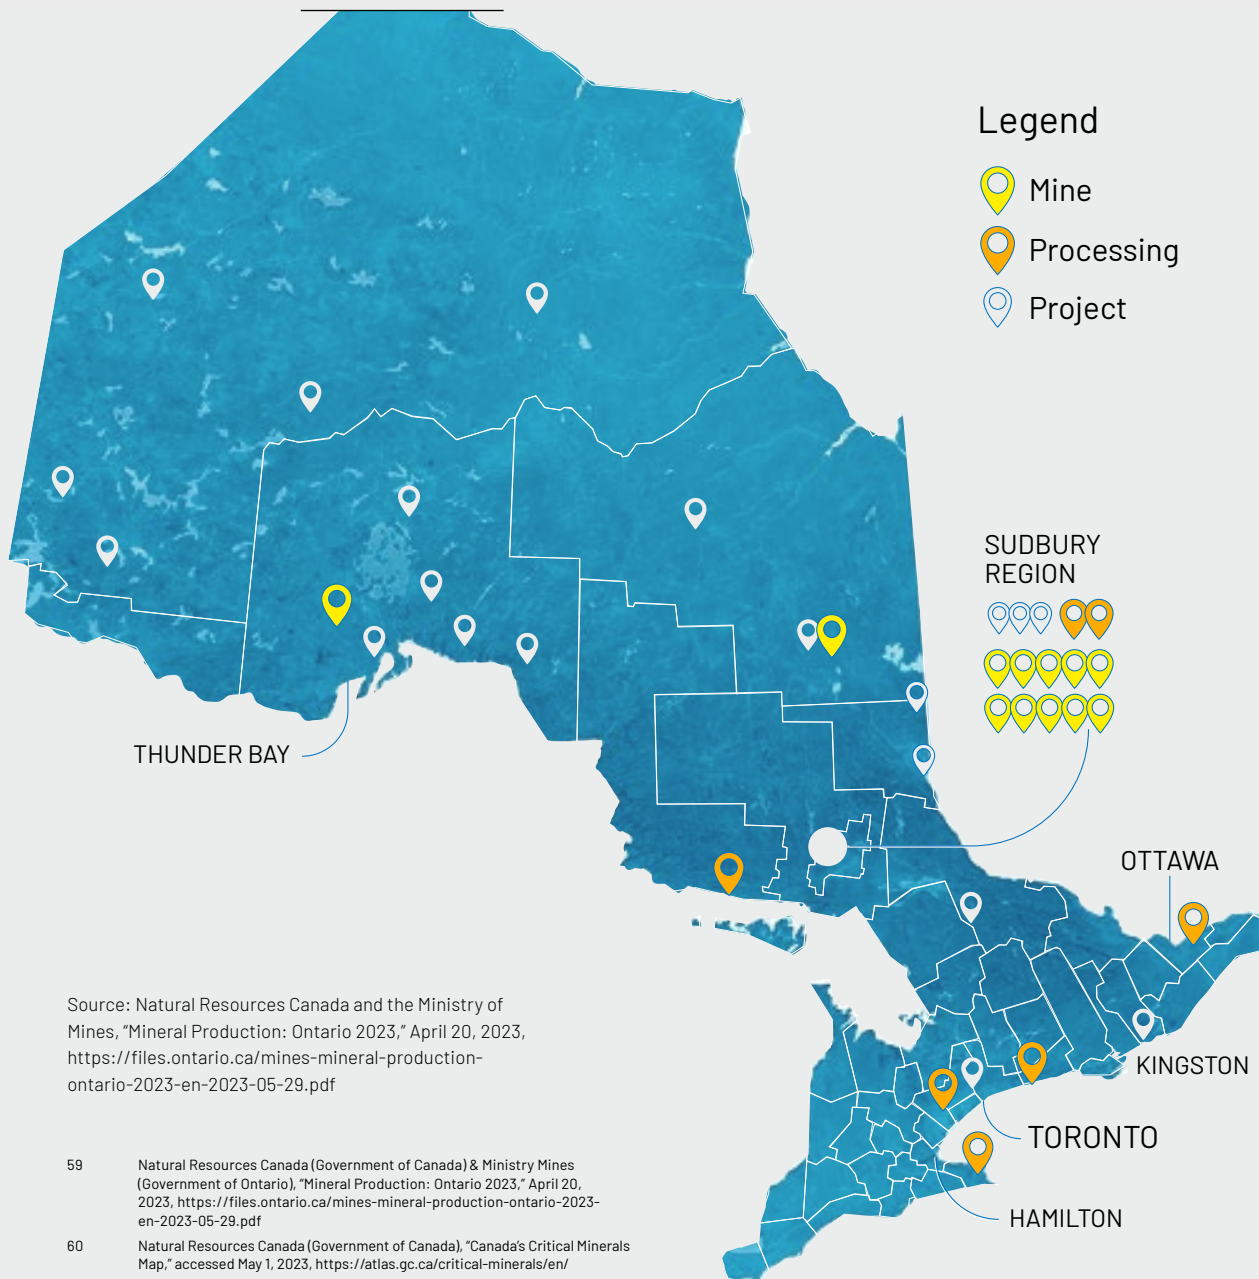 Legend
Mine
Processing
Project
SUDBURY
REGION
THUNDER BAY
OTTAWA
KINGSTON
TORONTO
HAMILTON
Source: Natural Resources Canada and the Ministry of
Mines, “Mineral Production: Ontario 2023,” April 20, 2023,
https://files.ontario.ca/mines-mineral-production-
ontario-2023-en-2023-05-29.pdf
59 Natural Resources Canada (Government of Canada) & Ministry Mines
(Government of Ontario), “Mineral Production: Ontario 2023,” April 20,
2023, https://files.ontario.ca/mines-mineral-production-ontario-2023-
en-2023-05-29.pdf
60 Natural Resources Canada (Government of Canada), “Canada’s Critical Minerals
Map,” accessed May 1, 2023, https://atlas.gc.ca/critical-minerals/en/